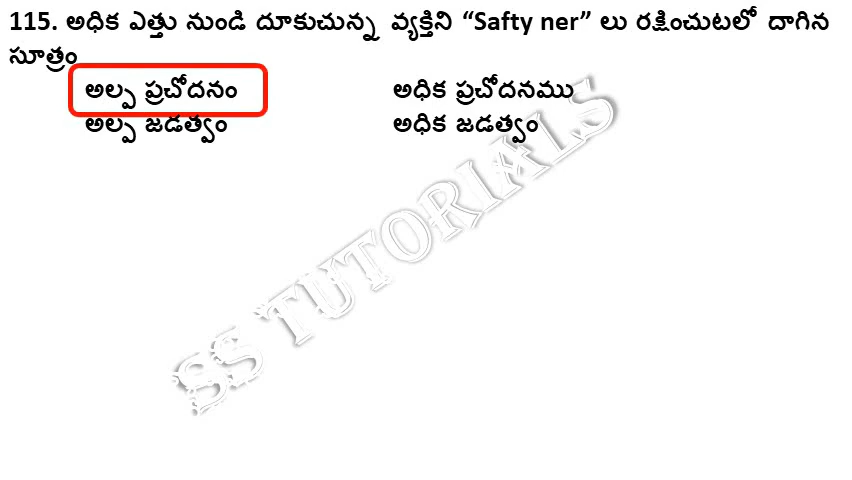 115. అధిక ఎత్తు నుండి దూకుచున్న వ్యక్తిని “Safty ner” లు రక్షించుటలో దాగిన
సూత్రం
అల్ప ప్రచోదనం అధిక ప్రచోదనము
అల్ప జడత్వం అధిక జడత్వం
SS TUTORIALS